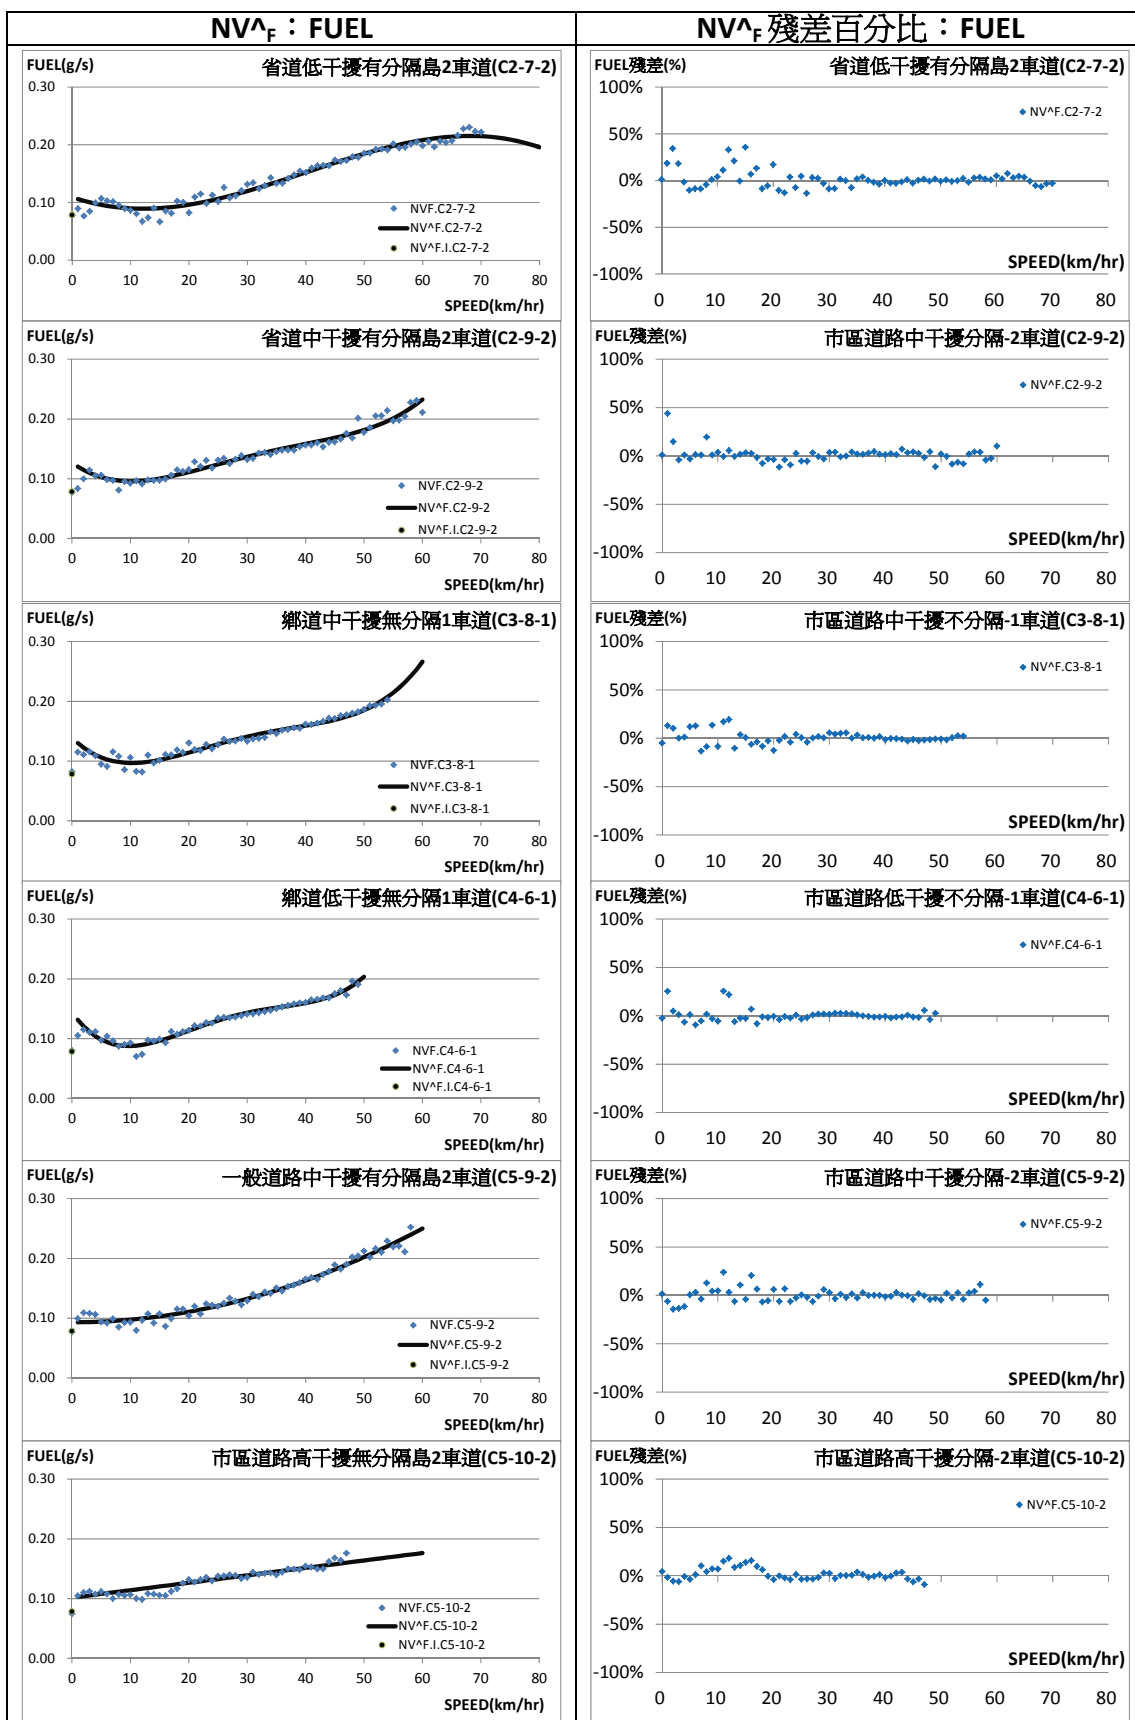 NV^F：FUEL
NV^F 殘差百分比：FUEL
FUEL(g/s)
省道低干擾有分隔島2車道(C2-7-2)
0.30
0.20
0.10
0.00
NVF.C2-7-2
NV^F.C2-7-2
NV^F.I.C2-7-2
0 10 20 30 40 50 60 70 80
SPEED(km/hr)
FUEL殘差(%)
省道低干擾有分隔島2車道(C2-7-2)
100%
50%
0%
-50%
-100%
NV^F.C2-7-2
SPEED(km/hr)
0 10 20 30 40 50 60 70 80
FUEL(g/s)
省道中干擾有分隔島2車道(C2-9-2)
0.30
0.20
0.10
0.00
NVF.C2-9-2
NV^F.C2-9-2
NV^F.I.C2-9-2
0 10 20 30 40 50 60 70 80
SPEED(km/hr)
FUEL殘差(%)
市區道路中干擾分隔-2車道(C2-9-2)
100%
50%
0%
-50%
-100%
NV^F.C2-9-2
SPEED(km/hr)
0 10 20 30 40 50 60 70 80
FUEL(g/s)
鄉道中干擾無分隔1車道(C3-8-1)
0.30
0.20
0.10
0.00
NVF.C3-8-1
NV^F.C3-8-1
NV^F.I.C3-8-1
0 10 20 30 40 50 60 70 80
SPEED(km/hr)
FUEL殘差(%)
市區道路中干擾不分隔-1車道(C3-8-1)
100%
50%
0%
-50%
-100%
NV^F.C3-8-1
SPEED(km/hr)
0 10 20 30 40 50 60 70 80
FUEL(g/s)
鄉道低干擾無分隔1車道(C4-6-1)
0.30
0.20
0.10
0.00
NVF.C4-6-1
NV^F.C4-6-1
NV^F.I.C4-6-1
0 10 20 30 40 50 60 70 80
SPEED(km/hr)
FUEL殘差(%)
市區道路低干擾不分隔-1車道(C4-6-1)
100%
50%
0%
-50%
-100%
NV^F.C4-6-1
SPEED(km/hr)
0 10 20 30 40 50 60 70 80
FUEL(g/s)
一般道路中干擾有分隔島2車道(C5-9-2)
0.30
0.20
0.10
0.00
NVF.C5-9-2
NV^F.C5-9-2
NV^F.I.C5-9-2
0 10 20 30 40 50 60 70 80
SPEED(km/hr)
FUEL殘差(%)
市區道路中干擾分隔-2車道(C5-9-2)
100%
50%
0%
-50%
-100%
NV^F.C5-9-2
SPEED(km/hr)
0 10 20 30 40 50 60 70 80
FUEL(g/s)
市區道路高干擾無分隔島2車道(C5-10-2)
0.30
0.20
0.10
0.00
NVF.C5-10-2
NV^F.C5-10-2
NV^F.I.C5-10-2
0 10 20 30 40 50 60 70 80
SPEED(km/hr)
FUEL殘差(%)
市區道路高干擾分隔-2車道(C5-10-2)
100%
50%
0%
-50%
-100%
NV^F.C5-10-2
SPEED(km/hr)
0 10 20 30 40 50 60 70 80